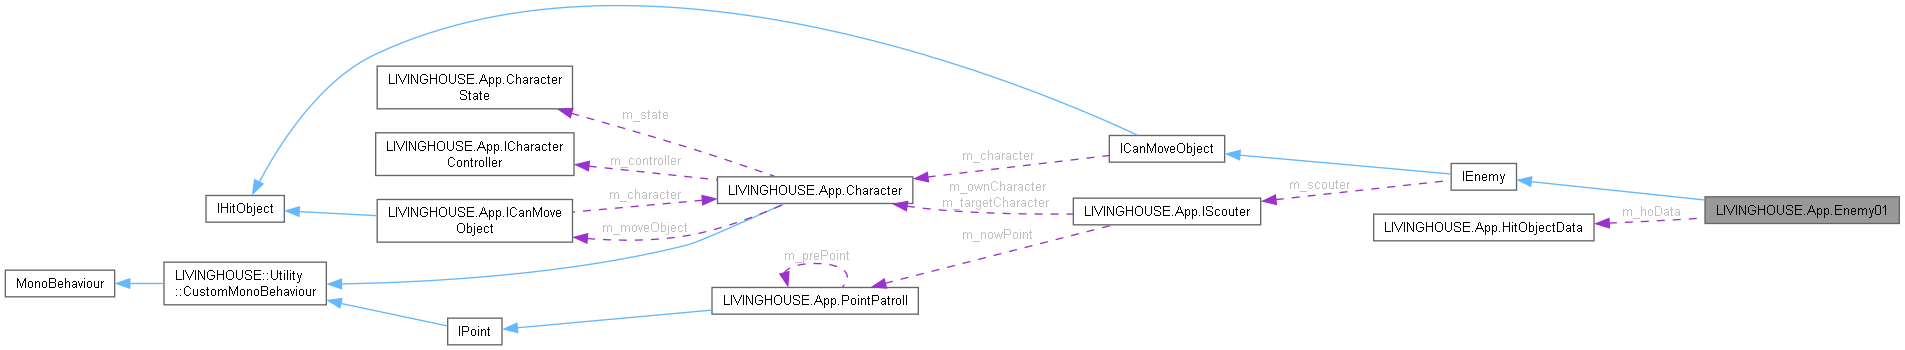 LIVINGHOUSE.App.Character
State
m_state
LIVINGHOUSE.App.ICharacter
Controller
m_controller
m_character
ICanMoveObject
IHitObject
LIVINGHOUSE.App.ICanMove
Object
m_character
m_moveObject
LIVINGHOUSE.App.Character
m_ownCharacter
m_targetCharacter
LIVINGHOUSE.App.IScouter
m_scouter
IEnemy
LIVINGHOUSE.App.Enemy01
m_hoData
LIVINGHOUSE.App.HitObjectData
m_nowPoint
MonoBehaviour
LIVINGHOUSE::Utility
::CustomMonoBehaviour
m_prePoint
LIVINGHOUSE.App.PointPatroll
IPoint